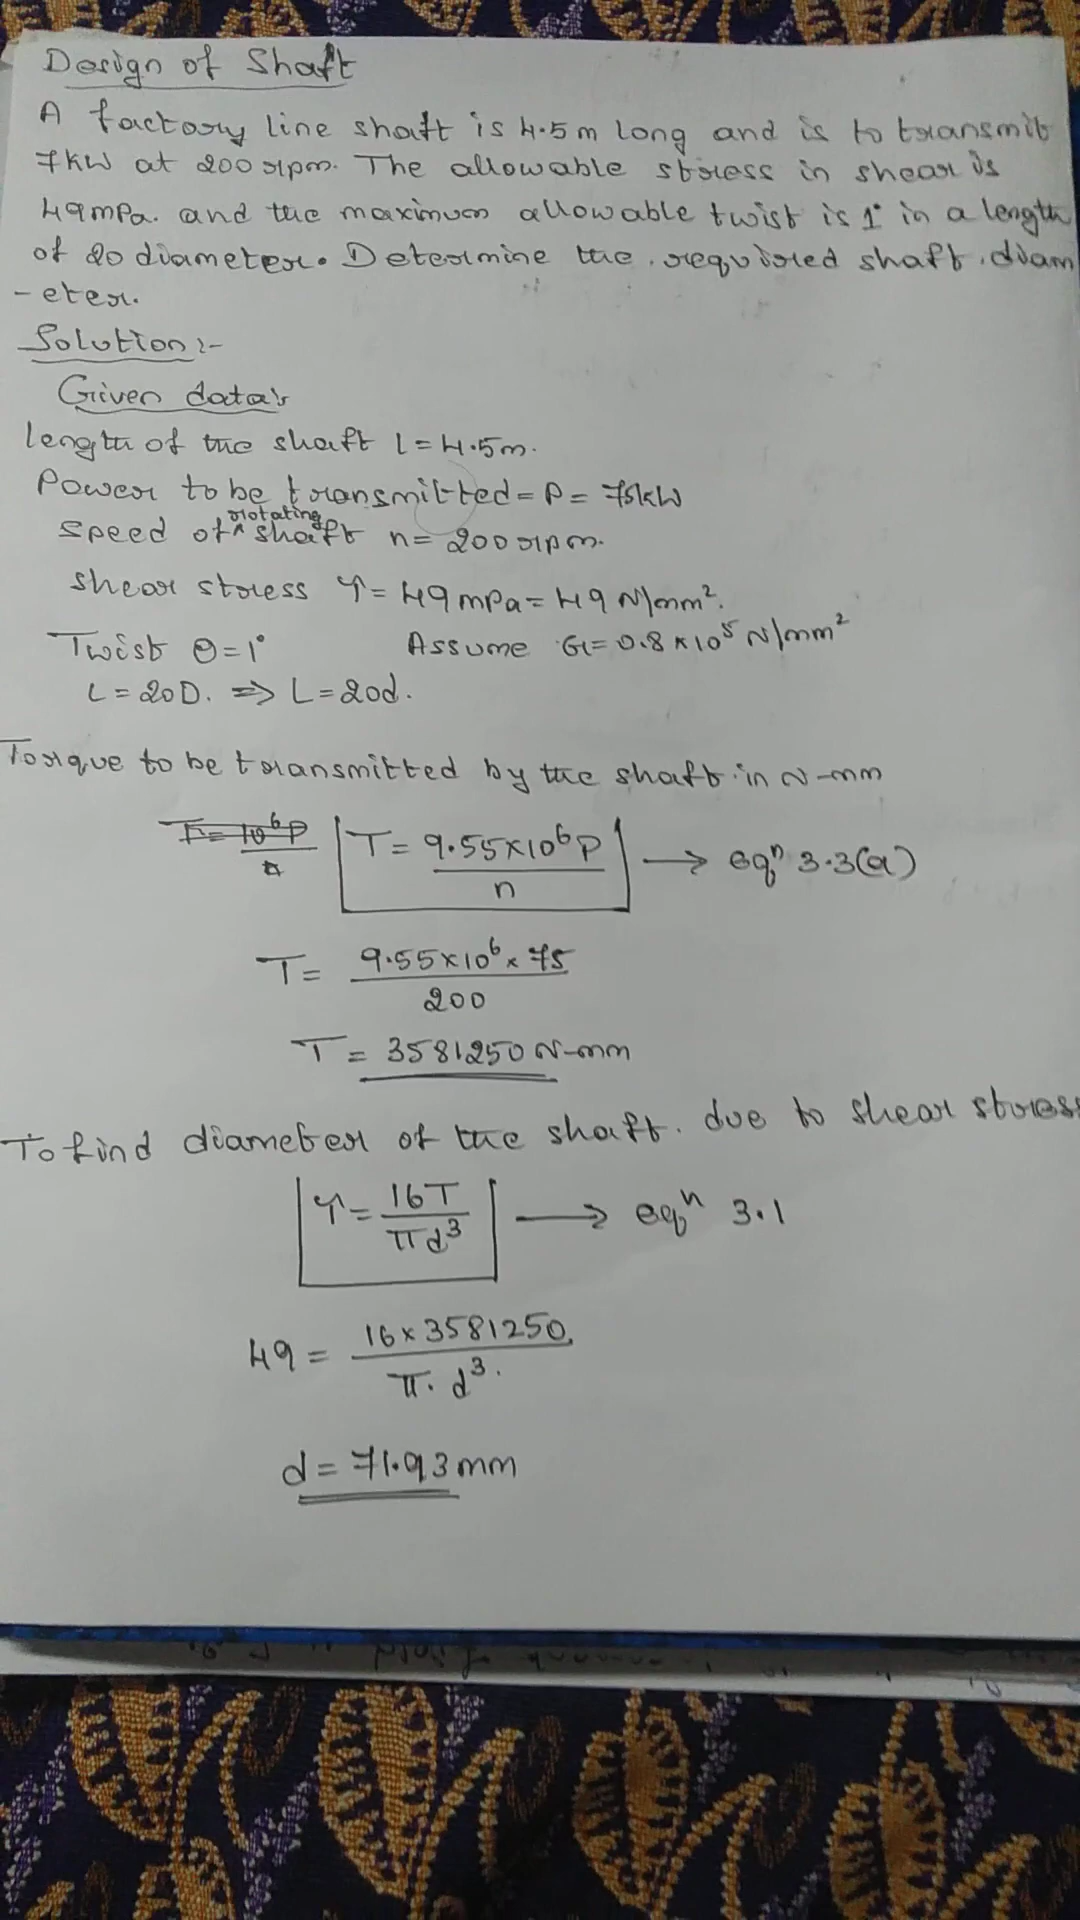 Design of Shaft
A factory line shaft is 4.5m long and is to transmit
7kW at 200 rpm. The allowable stress in shear is
49mPa. and the maximum allowable twist is 1° in a length
of 20 diameter. Determine the required shaft. diam
-eter.
Solution :-
Given data's
length of the shaft l = 4.5m.
Power to be transmitted = P = 75kW
rotating
speed of ^ shaft n = 200 rpm.
shear stress τ = 49 mPa = 49 N/mm².
Twist θ = 1° Assume G = 0.8 × 10⁵ N/mm²
L = 20D. => L = 20d.
Torque to be transmitted by the shaft in N-mm
T = 10⁶P / n T = 9.55×10⁶P / n → eqⁿ 3.3(a)
T = 9.55×10⁶ × 75 / 200
T = 3581250 N-mm
To find diameter of the shaft. due to shear stress
τ = 16T / πd³ → eqⁿ 3.1
49 = 16 × 3581250. / π. d³.
d = 71.93 mm